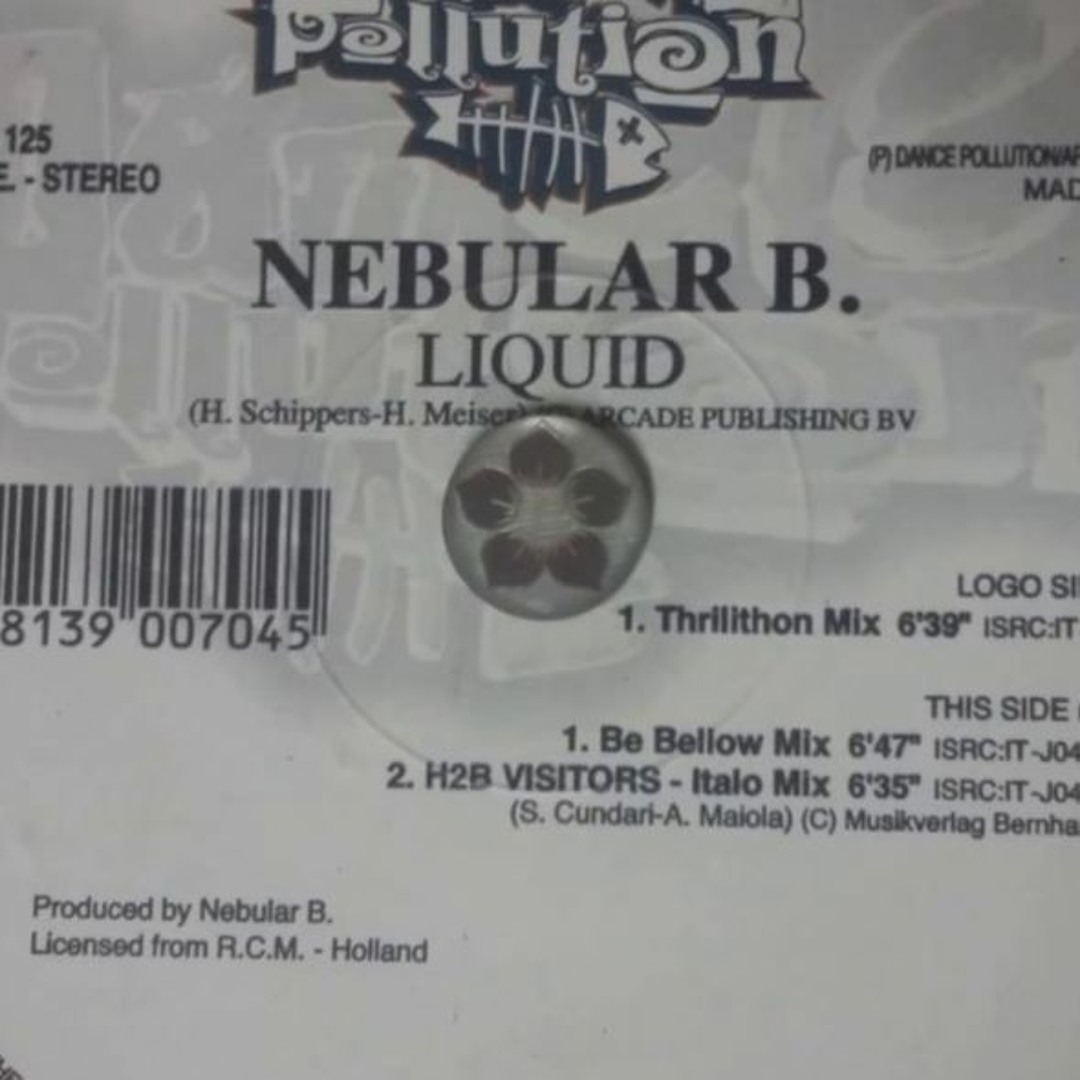 Pollution
125
E. - STEREO
(P) DANCE POLLUTION/AR
MAD
NEBULAR B.
LIQUID
(H. Schippers-H. Meiser) (C) ARCADE PUBLISHING BV
8139 007045
LOGO SI
1. Thrilithon Mix 6'39" ISRC:IT
THIS SIDE
1. Be Bellow Mix 6'47" ISRC:IT-J04
2. H2B VISITORS - Italo Mix 6'35" ISRC:IT-J04
(S. Cundari-A. Maiola) (C) Musikverlag Bernha
Produced by Nebular B.
Licensed from R.C.M. - Holland